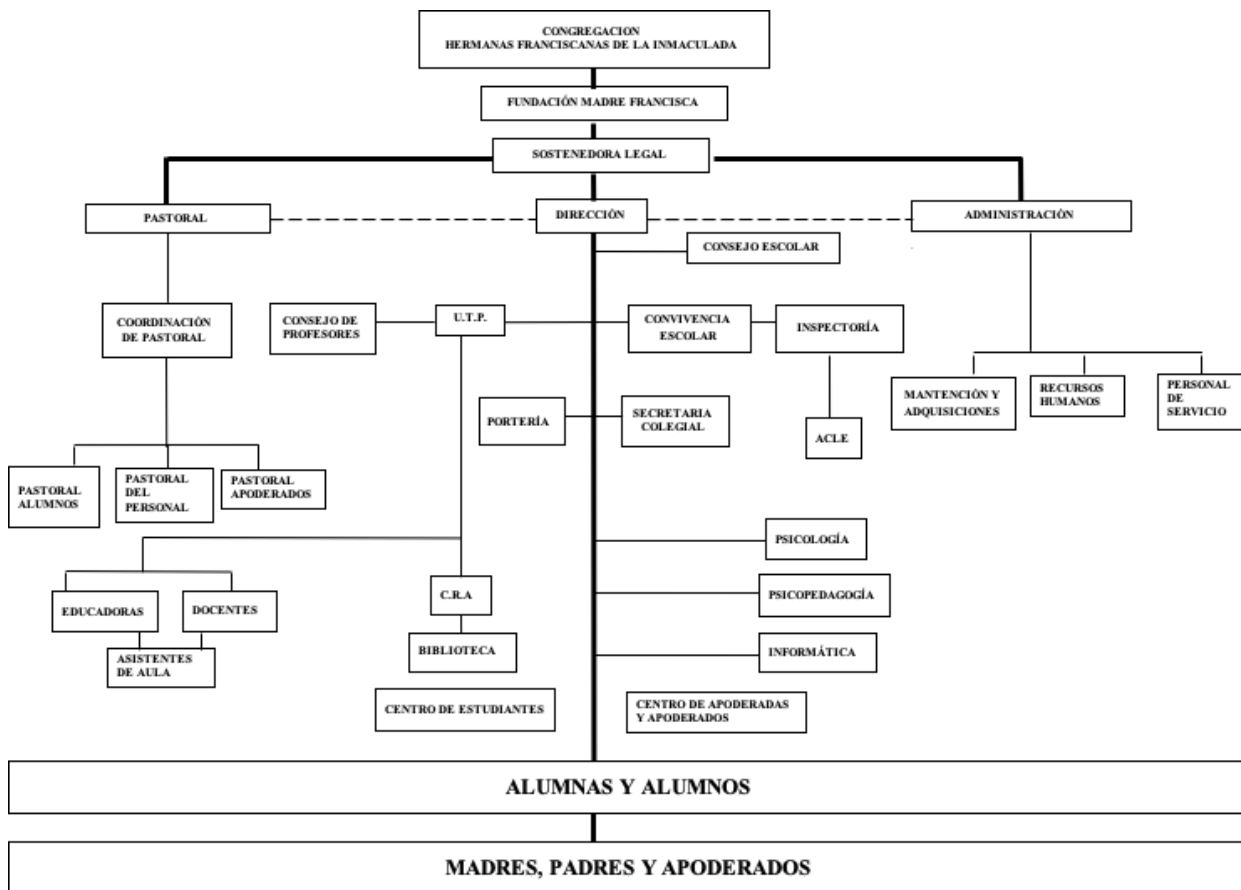 CONGREGACION
HERMANAS FRANCISCANAS DE LA INMACULADA
FUNDACIÓN MADRE FRANCISCA
SOSTENEDORA LEGAL
PASTORAL
DIRECCIÒN
ADMINISTRACIÒN
CONSEJO ESCOLAR
COORDINACIÓN
DE PASTORAL
CONSEJO DE
PROFESORES
U.T.P.
CONVIVENCIA
ESCOLAR
INSPECTORÍA
MANTENCIÓN Y
ADQUISICIONES
RECURSOS
HUMANOS
PERSONAL
DE
SERVICIO
PORTERÍA
SECRETARIA
COLEGIAL
ACLE
PASTORAL
ALUMNOS
PASTORAL
DEL
PERSONAL
PASTORAL
APODERADOS
PSICOLOGÍA
EDUCADORAS
DOCENTES
C.R.A
PSICOPEDAGOGÍA
ASISTENTES
DE AULA
BIBLIOTECA
INFORMÁTICA
CENTRO DE ESTUDIANTES
CENTRO DE APODERADAS
Y APODERADOS
ALUMNAS Y ALUMNOS
MADRES, PADRES Y APODERADOS